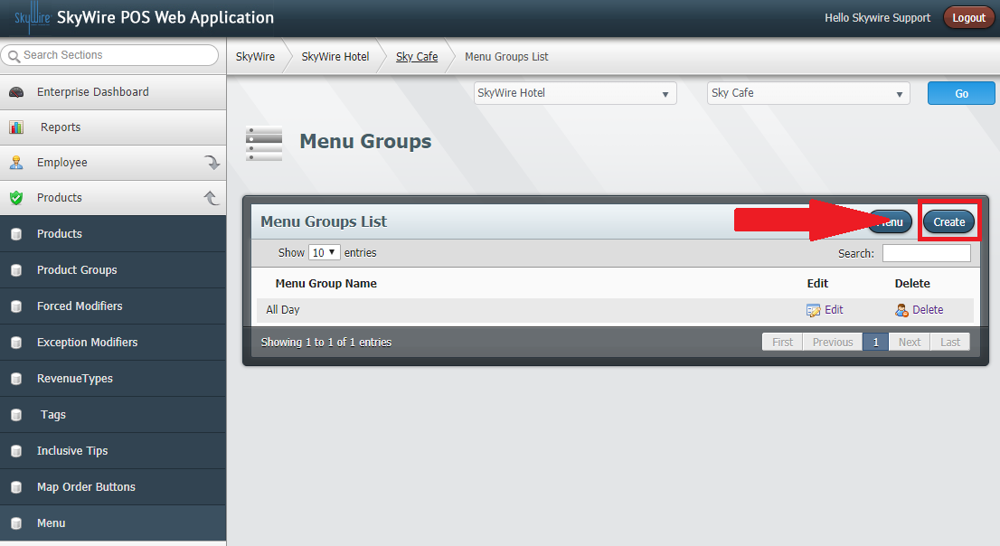 SkyWire SkyWire POS Web Application
Hello Skywire Support Logout
Search Sections
SkyWire SkyWire Hotel Sky Cafe Menu Groups List
Enterprise Dashboard
Reports
Employee
Products
Products
Product Groups
Forced Modifiers
Exception Modifiers
RevenueTypes
Tags
Inclusive Tips
Map Order Buttons
Menu
SkyWire Hotel Sky Cafe Go
Menu Groups
Menu Groups List enu Create
Show 10 entries Search:
Menu Group Name Edit Delete
All Day Edit Delete
Showing 1 to 1 of 1 entries First Previous 1 Next Last